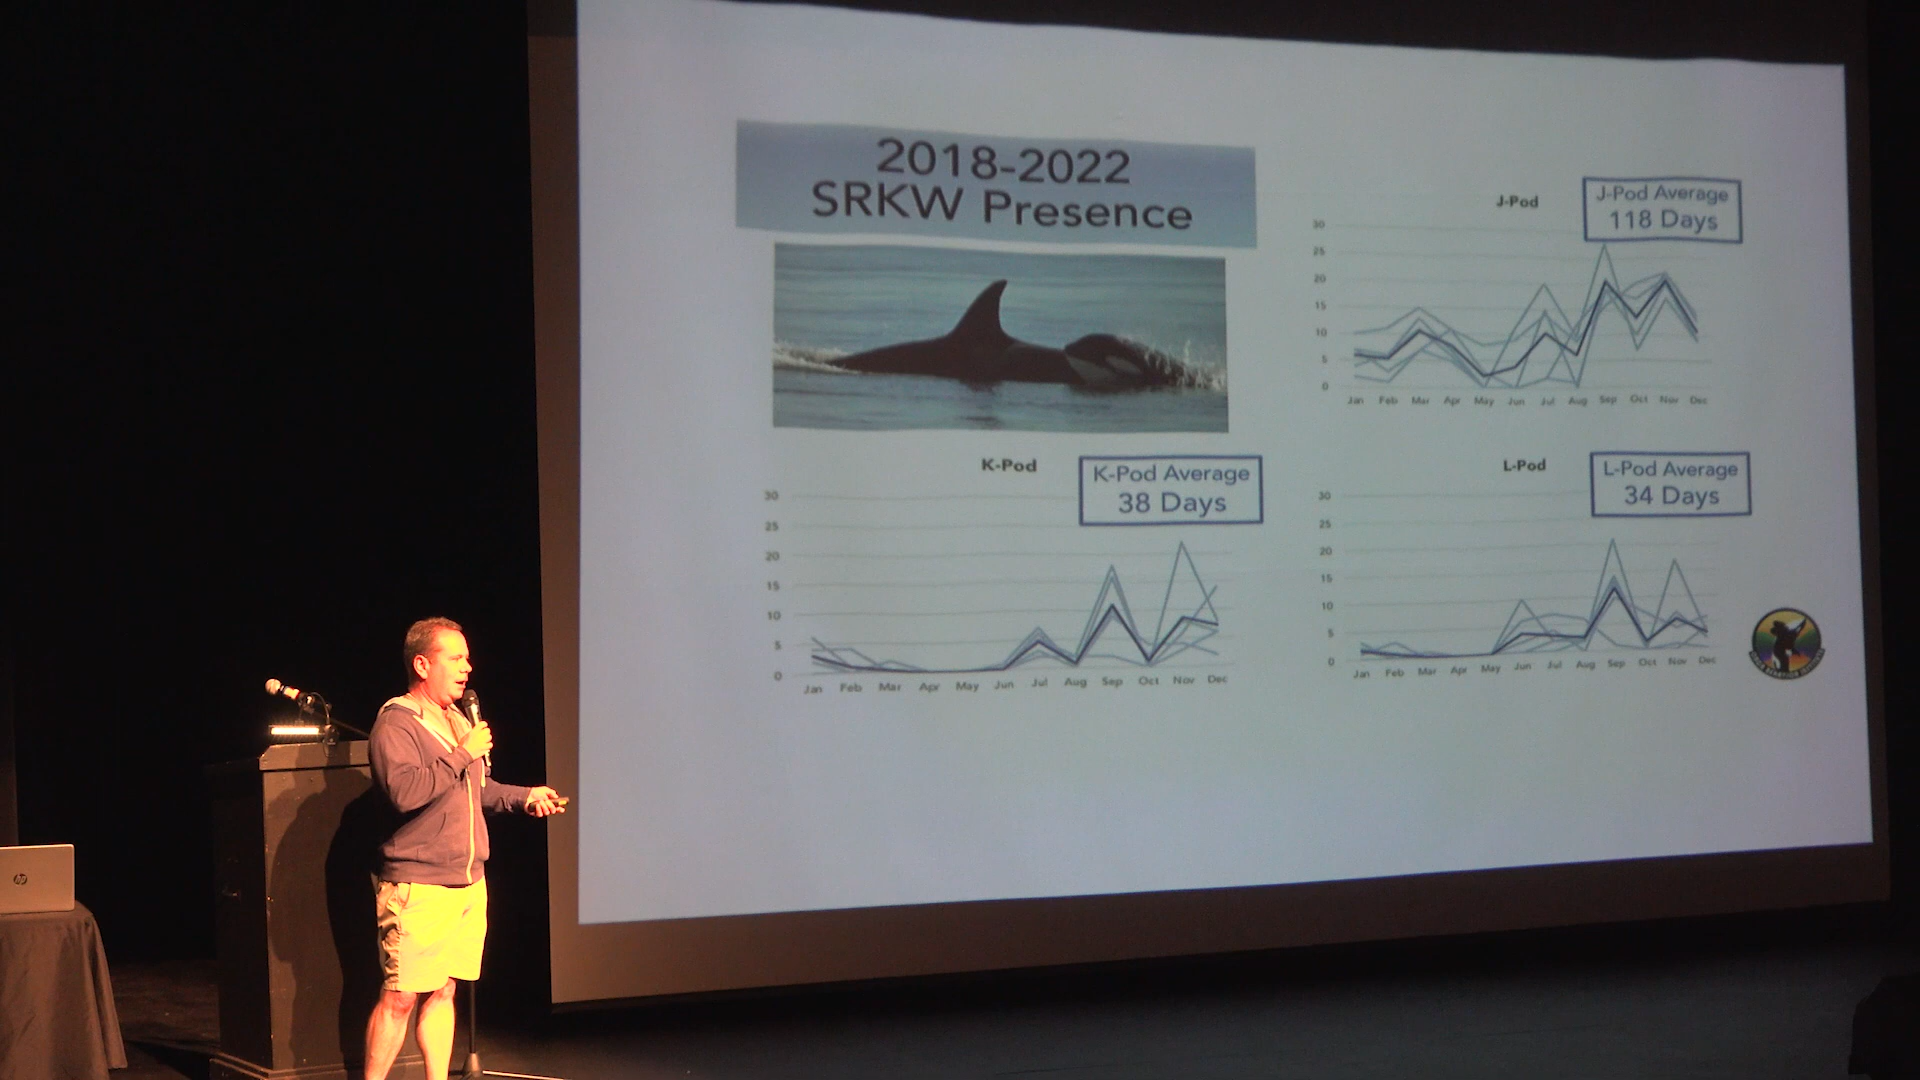 2018-2022
SRKW Presence
J-Pod
J-Pod Average
118 Days
30
25
20
15
10
5
0
Jan Feb Mar Apr May Jun Jul Aug Sep Oct Nov Dec
K-Pod
K-Pod Average
38 Days
30
25
20
15
10
5
0
Jan Feb Mar Apr May Jun Jul Aug Sep Oct Nov Dec
L-Pod
L-Pod Average
34 Days
30
25
20
15
10
5
0
Jan Feb Mar Apr May Jun Jul Aug Sep Oct Nov Dec
hp